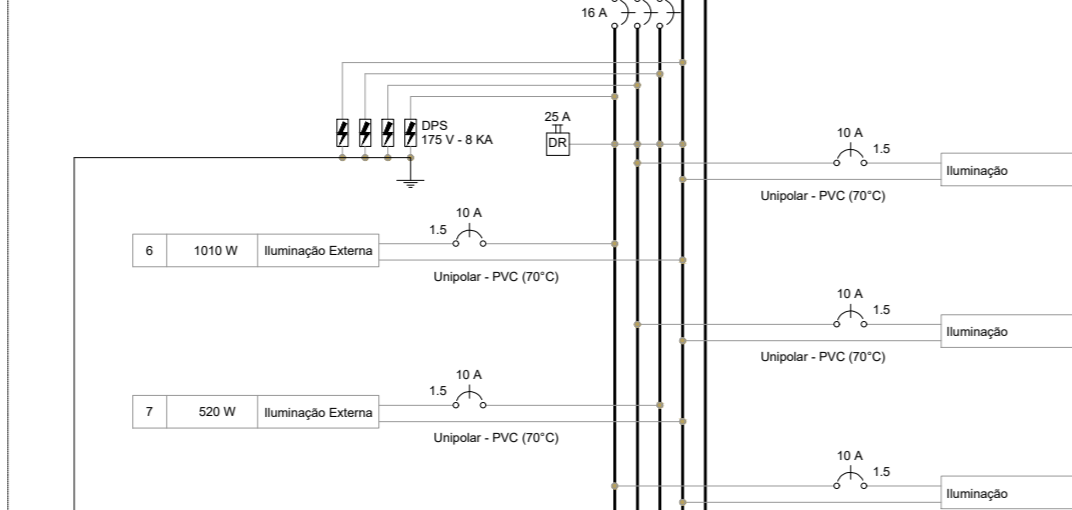 16 A
DPS
175 V - 8 KA
25 A
DR
10 A
1.5
Iluminação
Unipolar - PVC (70°C)
10 A
1.5
6 1010 W Iluminação Externa
Unipolar - PVC (70°C)
10 A
1.5
Iluminação
Unipolar - PVC (70°C)
10 A
1.5
7 520 W Iluminação Externa
Unipolar - PVC (70°C)
10 A
1.5
Iluminação